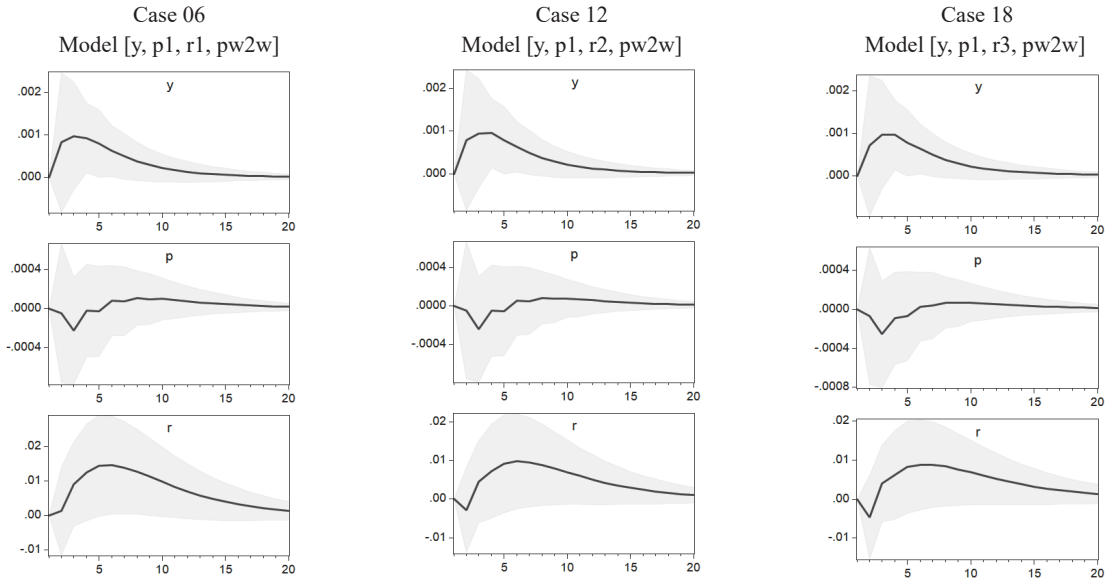 Case 06
Model [y, p1, r1, pw2w]
y
.002
.001
.000
5 10 15 20
p
.0004
.0000
-.0004
5 10 15 20
r
.02
.01
.00
-.01
5 10 15 20
Case 12
Model [y, p1, r2, pw2w]
y
.002
.001
.000
5 10 15 20
p
.0004
.0000
-.0004
5 10 15 20
r
.02
.01
.00
-.01
5 10 15 20
Case 18
Model [y, p1, r3, pw2w]
y
.002
.001
.000
5 10 15 20
p
.0004
.0000
-.0004
-.0008
5 10 15 20
r
.02
.01
.00
-.01
5 10 15 20